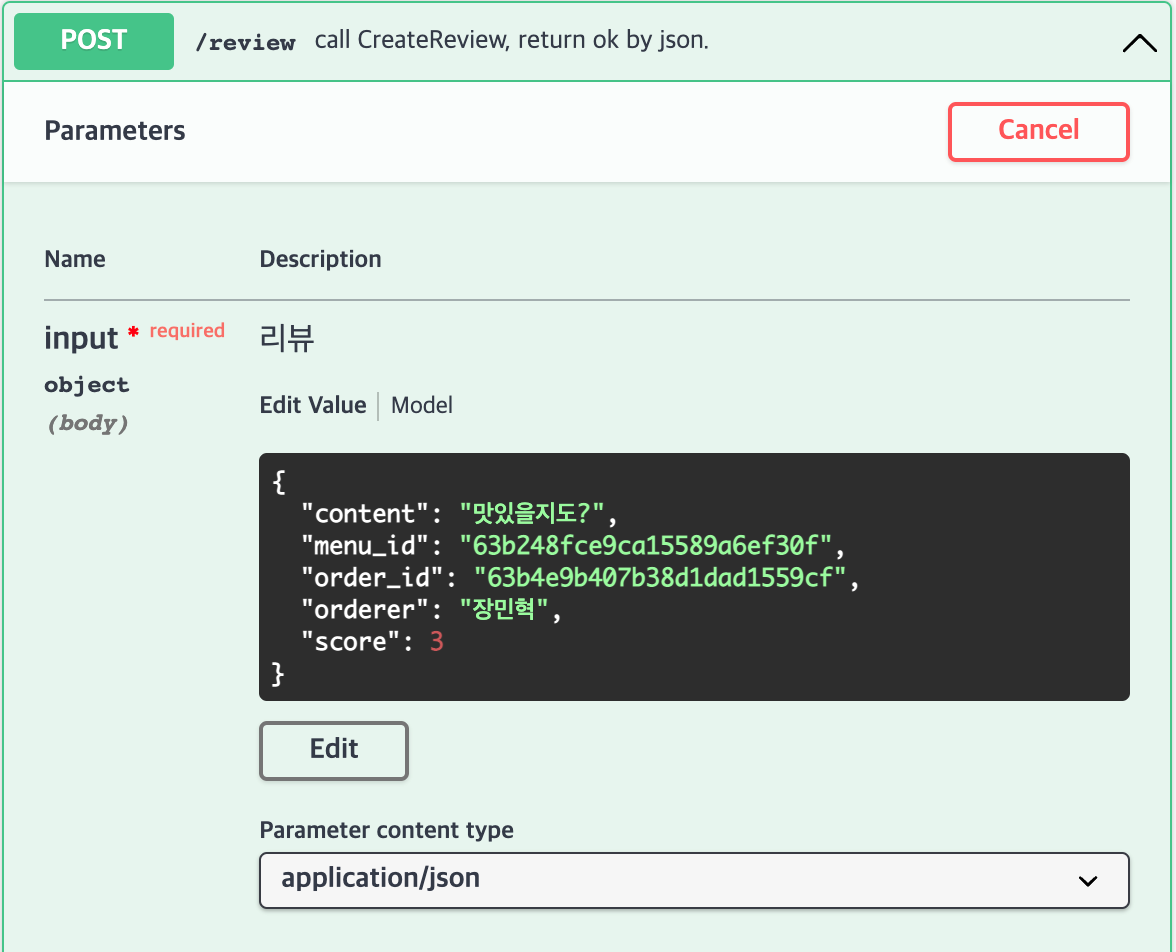 POST /review call CreateReview, return ok by json.
Parameters Cancel
Name Description
input * required 리뷰
object
(body)
Edit Value Model
{
"content": "맛있을지도?",
"menu_id": "63b248fce9ca15589a6ef30f",
"order_id": "63b4e9b407b38d1dad1559cf",
"orderer": "장민혁",
"score": 3
}
Edit
Parameter content type
application/json